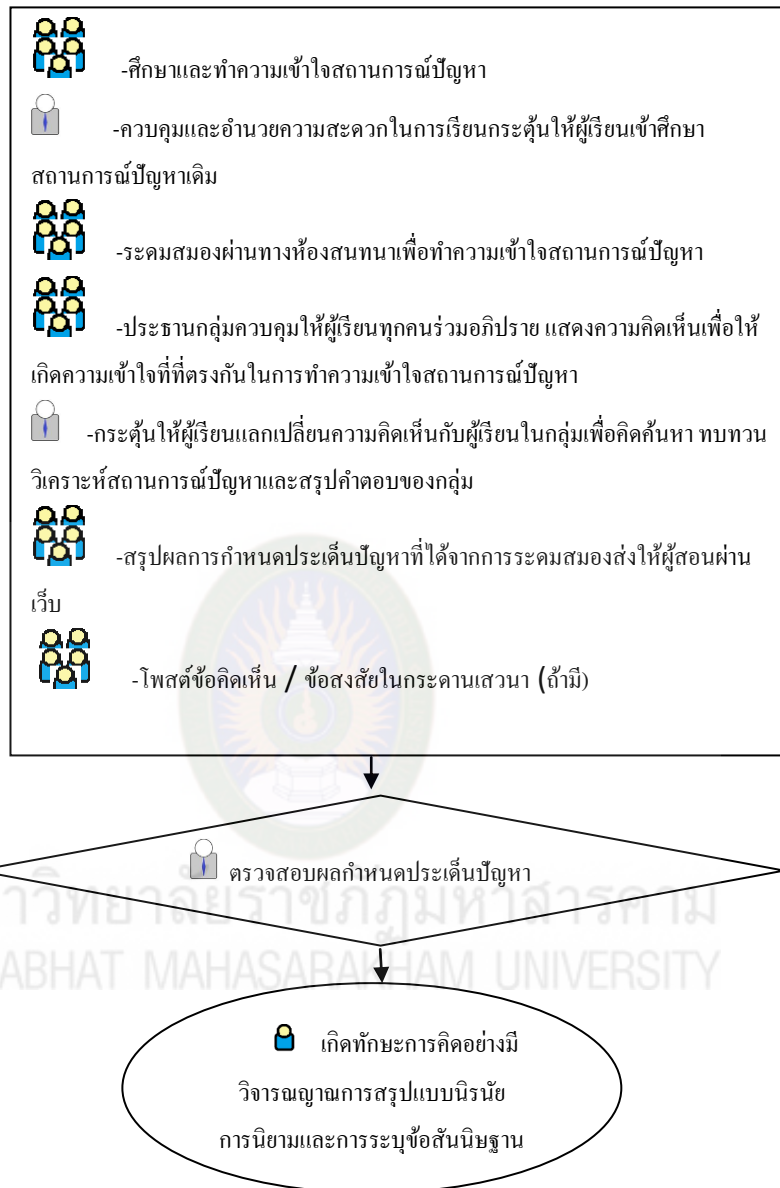 -ศึกษาและทำความเข้าใจสถานการณ์ปัญหา
-ควบคุมและอำนวยความสะดวกในการเรียนกระตุ้นให้ผู้เรียนเข้าศึกษา
สถานการณ์ปัญหาเดิม
-ระดมสมองผ่านทางห้องสนทนาเพื่อทำความเข้าใจสถานการณ์ปัญหา
-ประธานกลุ่มควบคุมให้ผู้เรียนทุกคนร่วมอภิปราย แสดงความคิดเห็นเพื่อให้
เกิดความเข้าใจที่ที่ตรงกันในการทำความเข้าใจสถานการณ์ปัญหา
-กระตุ้นให้ผู้เรียนแลกเปลี่ยนความคิดเห็นกับผู้เรียนในกลุ่มเพื่อคิดค้นหา ทบทวน
วิเคราะห์สถานการณ์ปัญหาและสรุปคำตอบของกลุ่ม
-สรุปผลการกำหนดประเด็นปัญหาที่ได้จากการระดมสมองส่งให้ผู้สอนผ่าน
เว็บ
-โพสต์ข้อคิดเห็น / ข้อสงสัยในกระดานเสวนา (ถ้ามี)
ตรวจสอบผลกำหนดประเด็นปัญหา
าวิทยาลัยราชภัฏมหาสารคาม
ABHAT MAHASARAKHAM UNIVERSITY
เกิดทักษะการคิดอย่างมี
วิจารณญาณการสรุปแบบนิรนัย
การนิยามและการระบุข้อสันนิษฐาน